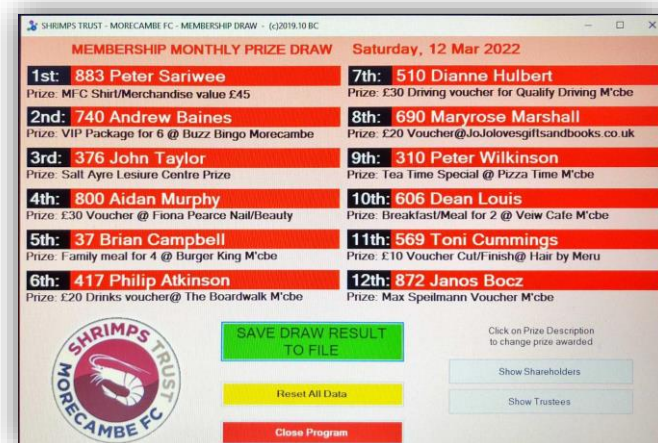 SHRIMPS TRUST - MORECAMBE FC - MEMBERSHIP DRAW - (c)2019.10 BC
MEMBERSHIP MONTHLY PRIZE DRAW Saturday, 12 Mar 2022
1st: 883 Peter Sariwee
Prize: MFC Shirt/Merchandise value £45
2nd: 740 Andrew Baines
Prize: VIP Package for 6 @ Buzz Bingo Morecambe
3rd: 376 John Taylor
Prize: Salt Ayre Lesiure Centre Prize
4th: 800 Aidan Murphy
Prize: £30 Voucher @ Fiona Pearce Nail/Beauty
5th: 37 Brian Campbell
Prize: Family meal for 4 @ Burger King M'cbe
6th: 417 Philip Atkinson
Prize: £20 Drinks voucher@ The Boardwalk M'cbe
7th: 510 Dianne Hulbert
Prize: £30 Driving voucher for Qualify Driving M'cbe
8th: 690 Maryrose Marshall
Prize: £20 Voucher@JoJolovesgiftsandbooks.co.uk
9th: 310 Peter Wilkinson
Prize: Tea Time Special @ Pizza Time M'cbe
10th: 606 Dean Louis
Prize: Breakfast/Meal for 2 @ Veiw Cafe M'cbe
11th: 569 Toni Cummings
Prize: £10 Voucher Cut/Finish@ Hair by Meru
12th: 872 Janos Bocz
Prize: Max Speilmann Voucher M'cbe
SHRIMPS TRUST
MORECAMBE FC
SAVE DRAW RESULT
TO FILE
Reset All Data
Close Program
Click on Prize Description
to change prize awarded
Show Shareholders
Show Trustees